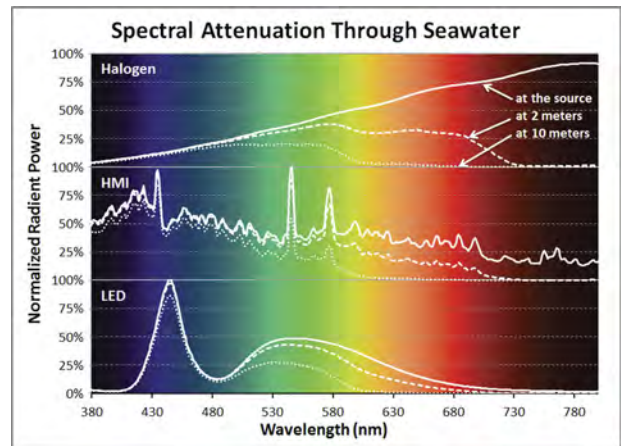 Spectral Attenuation Through Seawater
Normalized Radient Power
100%
Halogen
75%
at the source
50%
at 2 meters
25%
at 10 meters
100%
HMI
75%
50%
25%
100%
LED
75%
50%
25%
0%
380 430 480 530 580 630 680 730 780
Wavelength (nm)